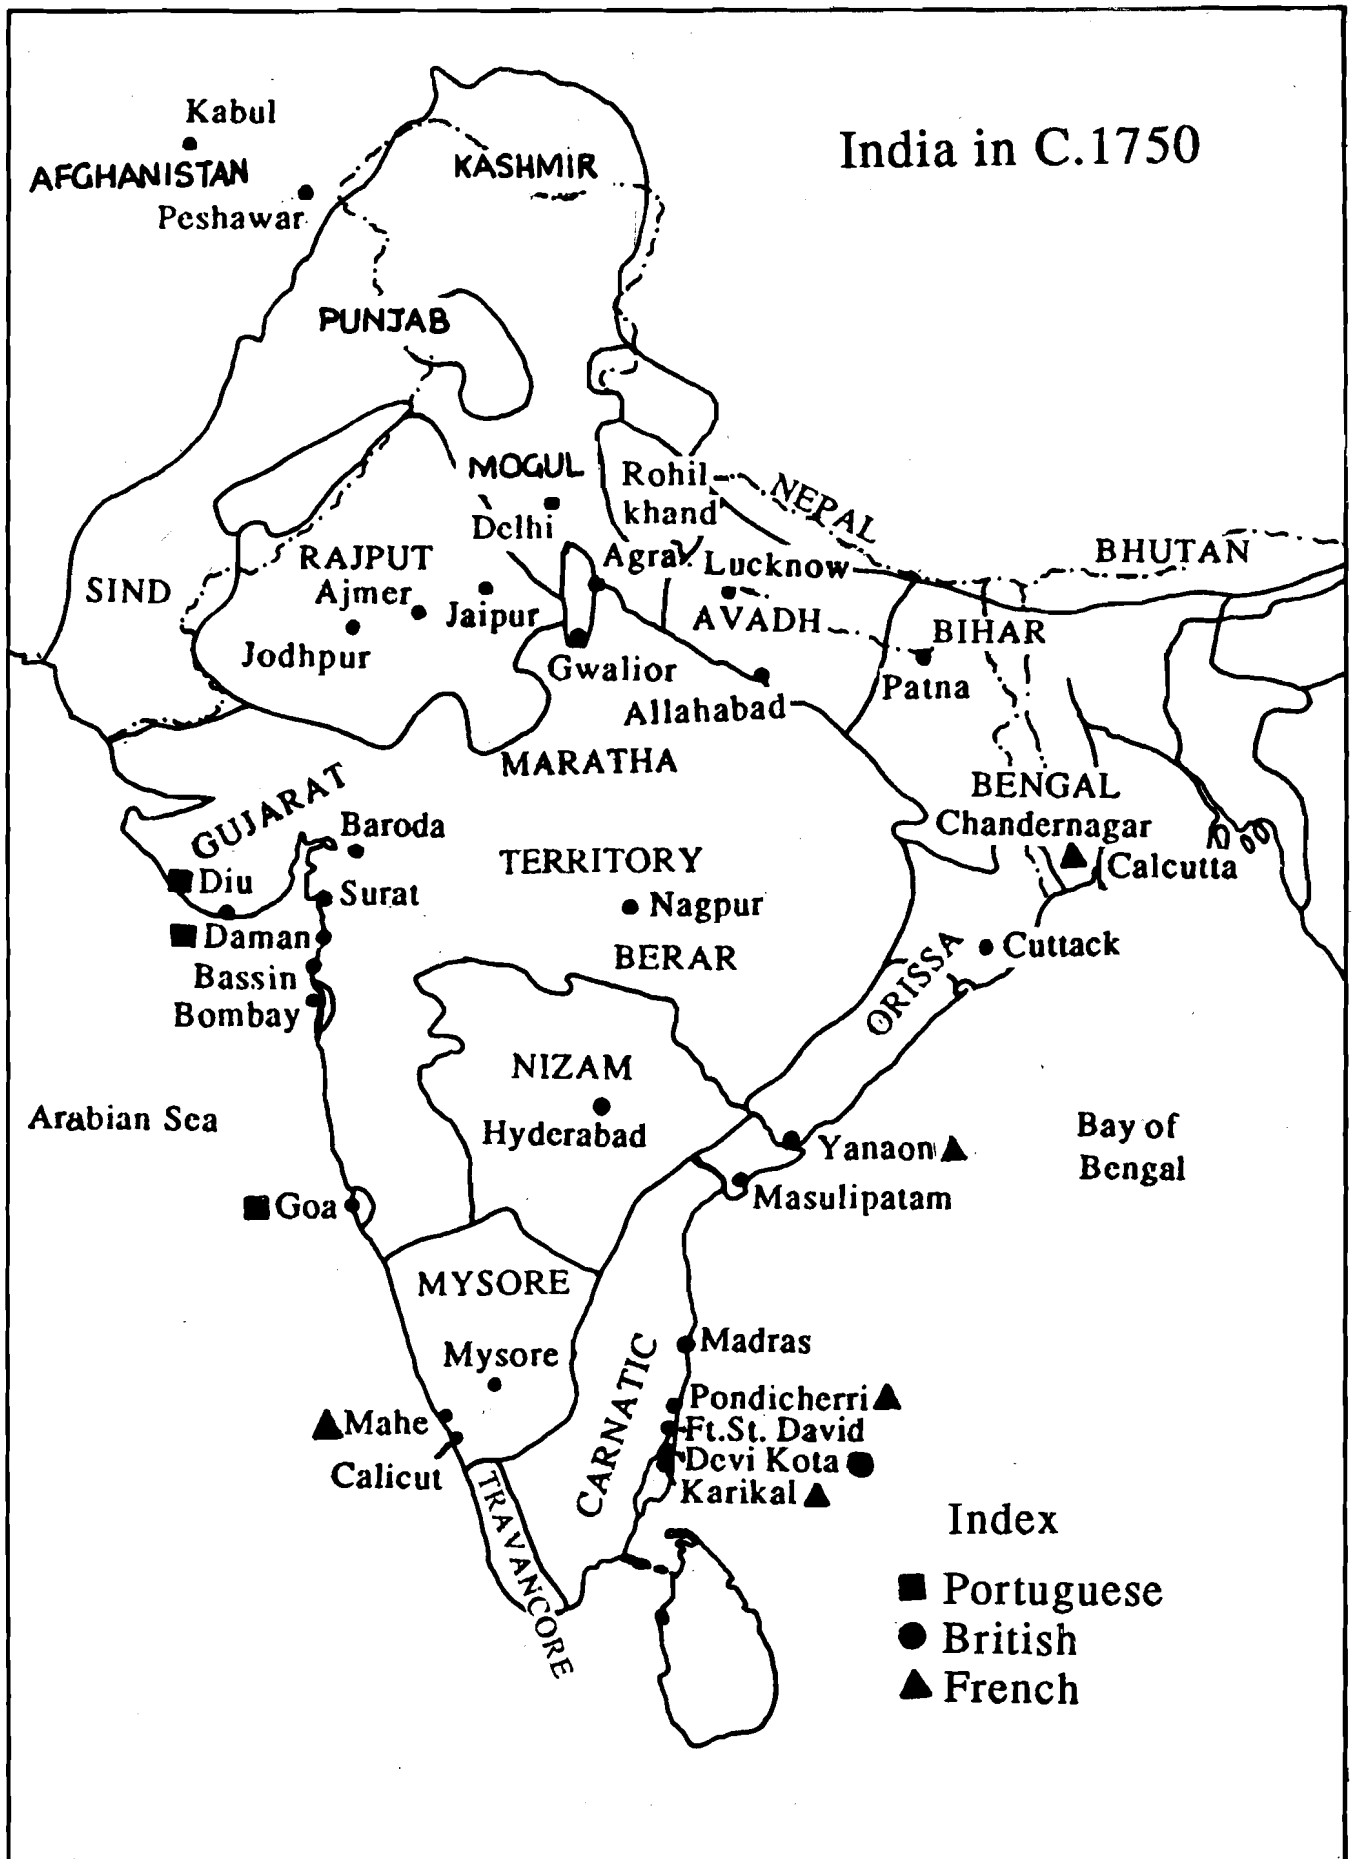 India in C.1750
Kabul
AFGHANISTAN
Peshawar
KASHMIR
PUNJAB
MOGUL
Delhi
Rohil
khand
NEPAL
BHUTAN
SIND
RAJPUT
Ajmer
Jaipur
Jodhpur
Agra
Lucknow
AVADH
BIHAR
Patna
Gwalior
Allahabad
MARATHA
TERRITORY
BENGAL
Chandernagar
Calcutta
GUJARAT
Baroda
Diu
Surat
Daman
Bassin
Bombay
Nagpur
BERAR
ORISSA
Cuttack
NIZAM
Hyderabad
Arabian Sea
Bay of
Bengal
Yanaon
Masulipatam
Goa
MYSORE
Mysore
Mahe
Calicut
CARNATIC
Madras
Pondicherri
Ft.St. David
Devi Kota
Karikal
TRAVANCORE
Index
Portuguese
British
French